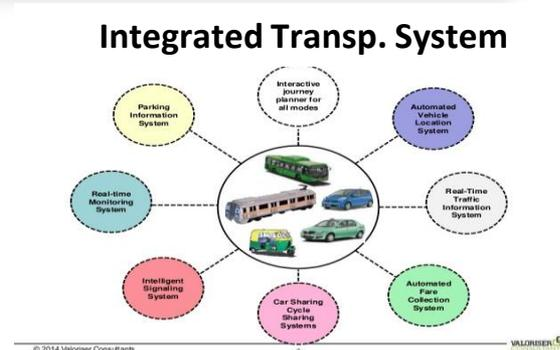 Integrated Transp. System
Interactive
journey
planner for
all modes
Parking
Information
System
Automated
Vehicle
Location
System
Real-time
Monitoring
System
Real-Time
Traffic
Information
System
Intelligent
Signaling
System
Automated
Fare
Collection
System
Car Sharing
Cycle
Sharing
Systems
© 2014 Valoriser Consultants
VALORISER